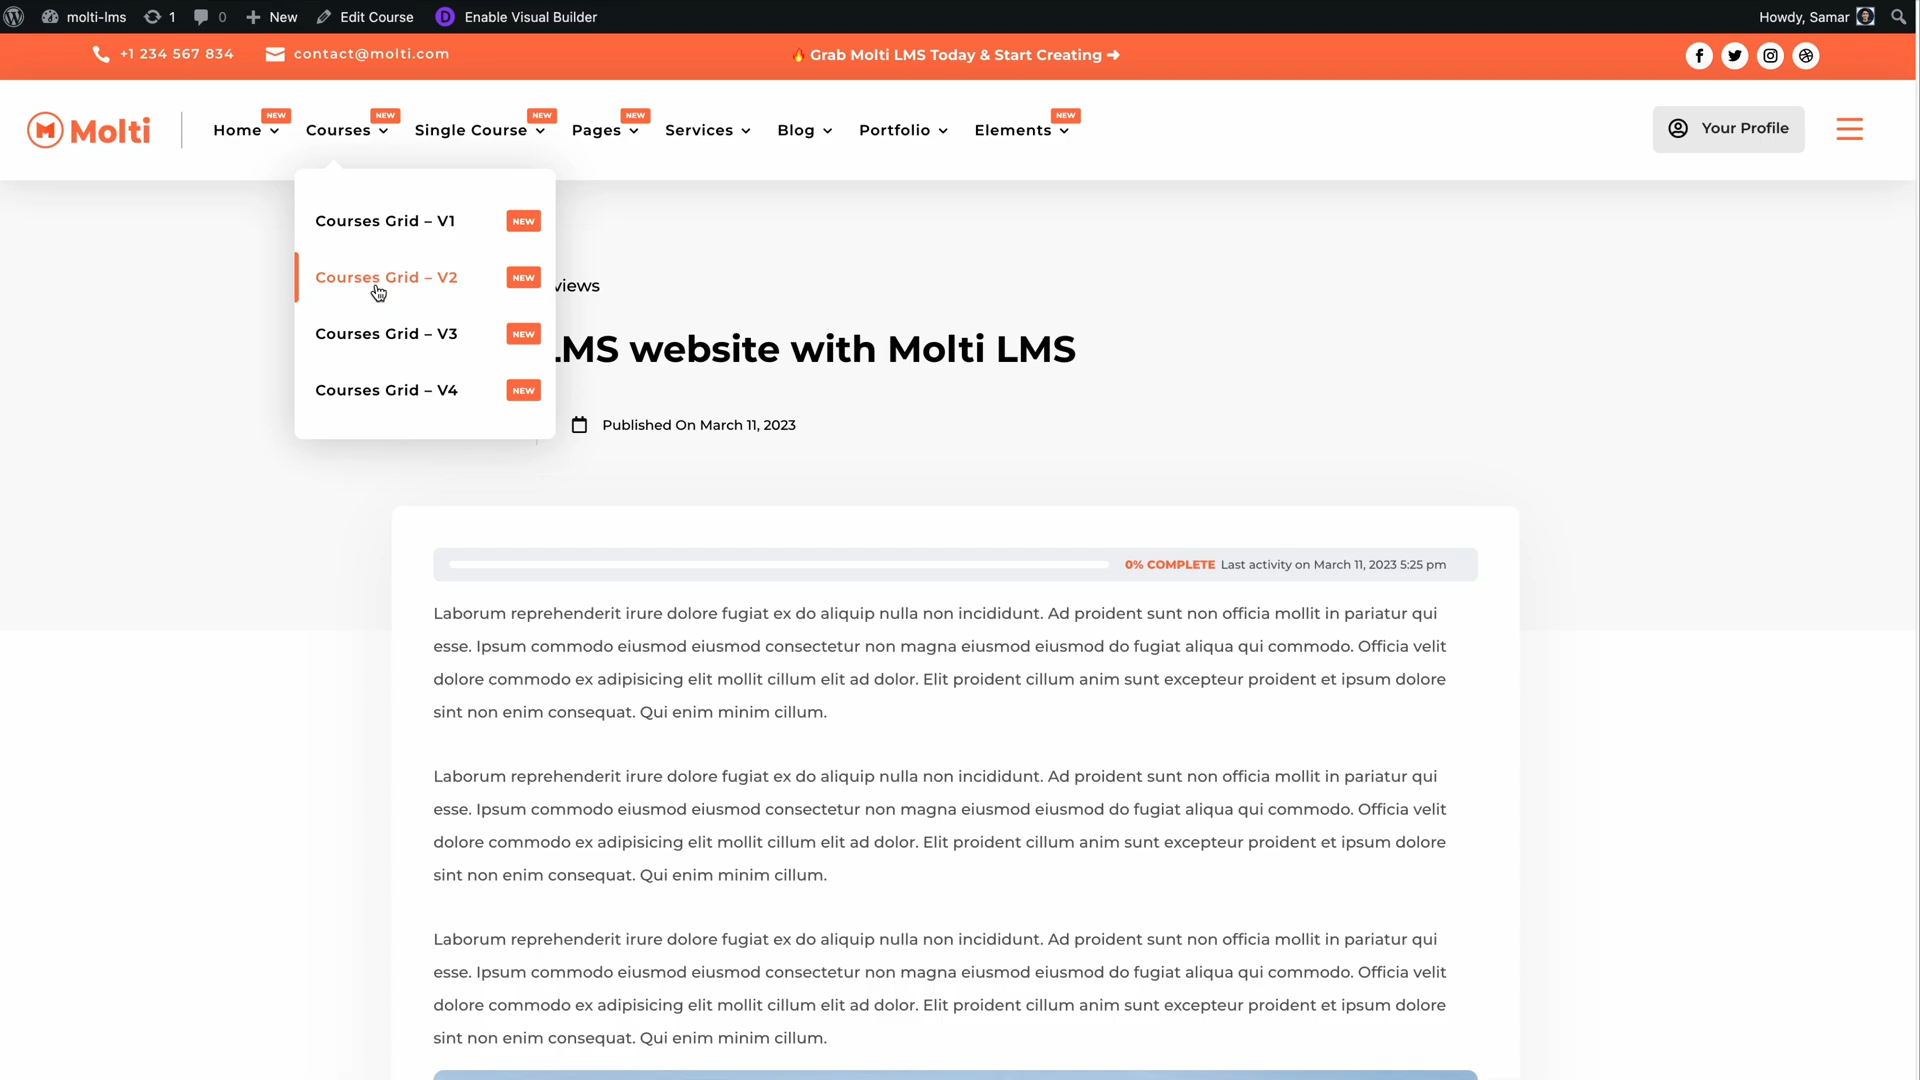 molti-lms 1 0 New Edit Course Enable Visual Builder Howdy, Samar
+1 234 567 834 contact@molti.com 🔥 Grab Molti LMS Today & Start Creating ➜
NEW NEW NEW NEW NEW
Molti Home Courses Single Course Pages Services Blog Portfolio Elements Your Profile
Courses Grid – V1 NEW
Courses Grid – V2 NEW
Courses Grid – V3 NEW
Courses Grid – V4 NEW
views
LMS website with Molti LMS
Published On March 11, 2023
0% COMPLETE Last activity on March 11, 2023 5:25 pm
Laborum reprehenderit irure dolore fugiat ex do aliquip nulla non incididunt. Ad proident sunt non officia mollit in pariatur qui
esse. Ipsum commodo eiusmod eiusmod consectetur non magna eiusmod eiusmod do fugiat aliqua qui commodo. Officia velit
dolore commodo ex adipisicing elit mollit cillum elit ad dolor. Elit proident cillum anim sunt excepteur proident et ipsum dolore
sint non enim consequat. Qui enim minim cillum.
Laborum reprehenderit irure dolore fugiat ex do aliquip nulla non incididunt. Ad proident sunt non officia mollit in pariatur qui
esse. Ipsum commodo eiusmod eiusmod consectetur non magna eiusmod eiusmod do fugiat aliqua qui commodo. Officia velit
dolore commodo ex adipisicing elit mollit cillum elit ad dolor. Elit proident cillum anim sunt excepteur proident et ipsum dolore
sint non enim consequat. Qui enim minim cillum.
Laborum reprehenderit irure dolore fugiat ex do aliquip nulla non incididunt. Ad proident sunt non officia mollit in pariatur qui
esse. Ipsum commodo eiusmod eiusmod consectetur non magna eiusmod eiusmod do fugiat aliqua qui commodo. Officia velit
dolore commodo ex adipisicing elit mollit cillum elit ad dolor. Elit proident cillum anim sunt excepteur proident et ipsum dolore
sint non enim consequat. Qui enim minim cillum.